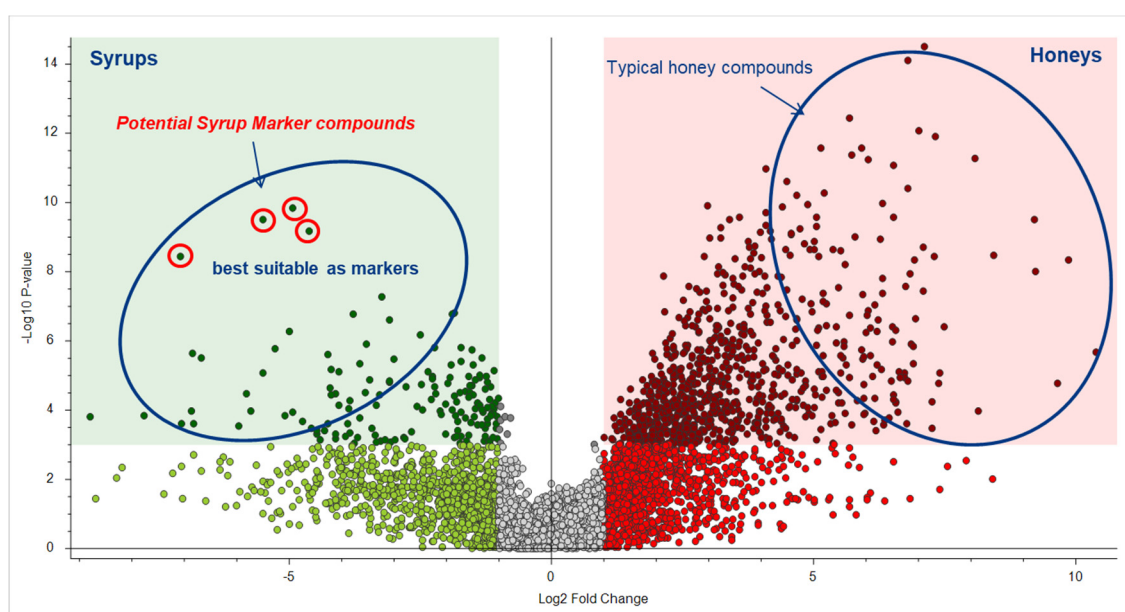 Syrups
Honeys
Typical honey compounds
Potential Syrup Marker compounds
best suitable as markers
-Log10 P-value
14
12
10
8
6
4
2
0
-5
0
5
10
Log2 Fold Change